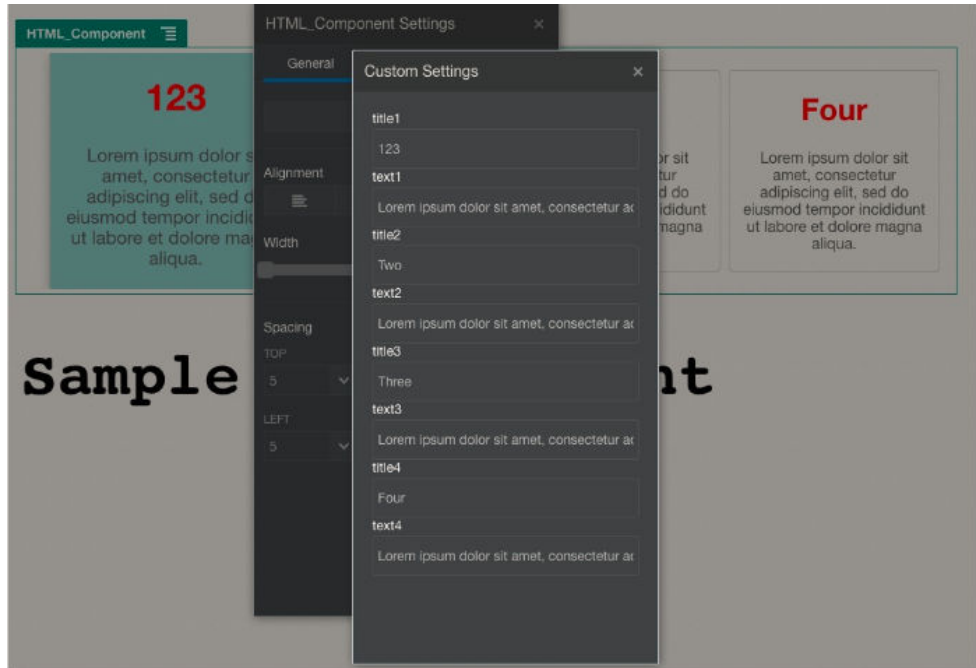 HTML_Component
HTML_Component Settings
×
General
Custom Settings
×
123
Lorem ipsum dolor s
amet, consectetur
adipiscing elit, sed d
eiusmod tempor incidid
ut labore et dolore mag
aliqua.
Alignment
Width
Spacing
TOP
5
LEFT
5
title1
123
text1
Lorem ipsum dolor sit amet, consectetur ad
title2
Two
text2
Lorem ipsum dolor sit amet, consectetur ad
title3
Three
text3
Lorem ipsum dolor sit amet, consectetur ad
title4
Four
text4
Lorem ipsum dolor sit amet, consectetur ad
or sit
tur
d do
ididunt
magna
Four
Lorem ipsum dolor sit
amet, consectetur
adipiscing elit, sed do
eiusmod tempor incididunt
ut labore et dolore magna
aliqua.
Sample
nt